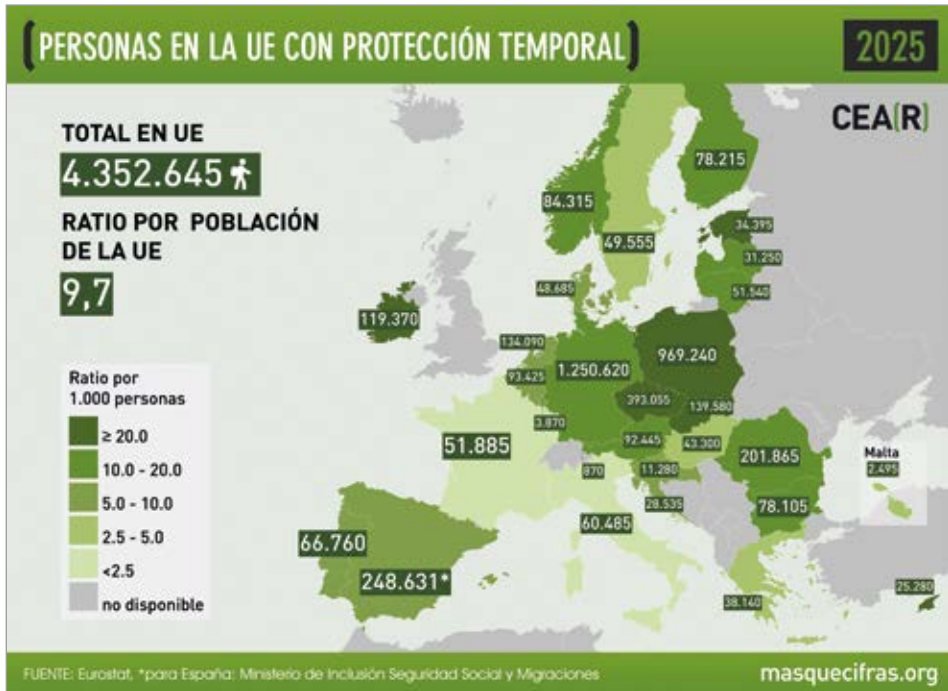 (PERSONAS EN LA UE CON PROTECCIÓN TEMPORAL)
2025
CEA(R)
TOTAL EN UE
4.352.645
RATIO POR POBLACIÓN
DE LA UE
9,7
78.215
84.315
49.555
34.395
31.250
48.685
51.540
119.370
134.090
969.240
1.250.620
93.425
393.055
139.580
3.870
92.445
43.300
51.885
870
11.280
201.865
28.535
78.105
60.485
66.760
248.631*
38.140
25.280
Malta
2.495
Ratio por
1.000 personas
≥ 20.0
10.0 - 20.0
5.0 - 10.0
2.5 - 5.0
<2.5
no disponible
FUENTE: Eurostat, *para España: Ministerio de Inclusión Seguridad Social y Migraciones
masquecifras.org